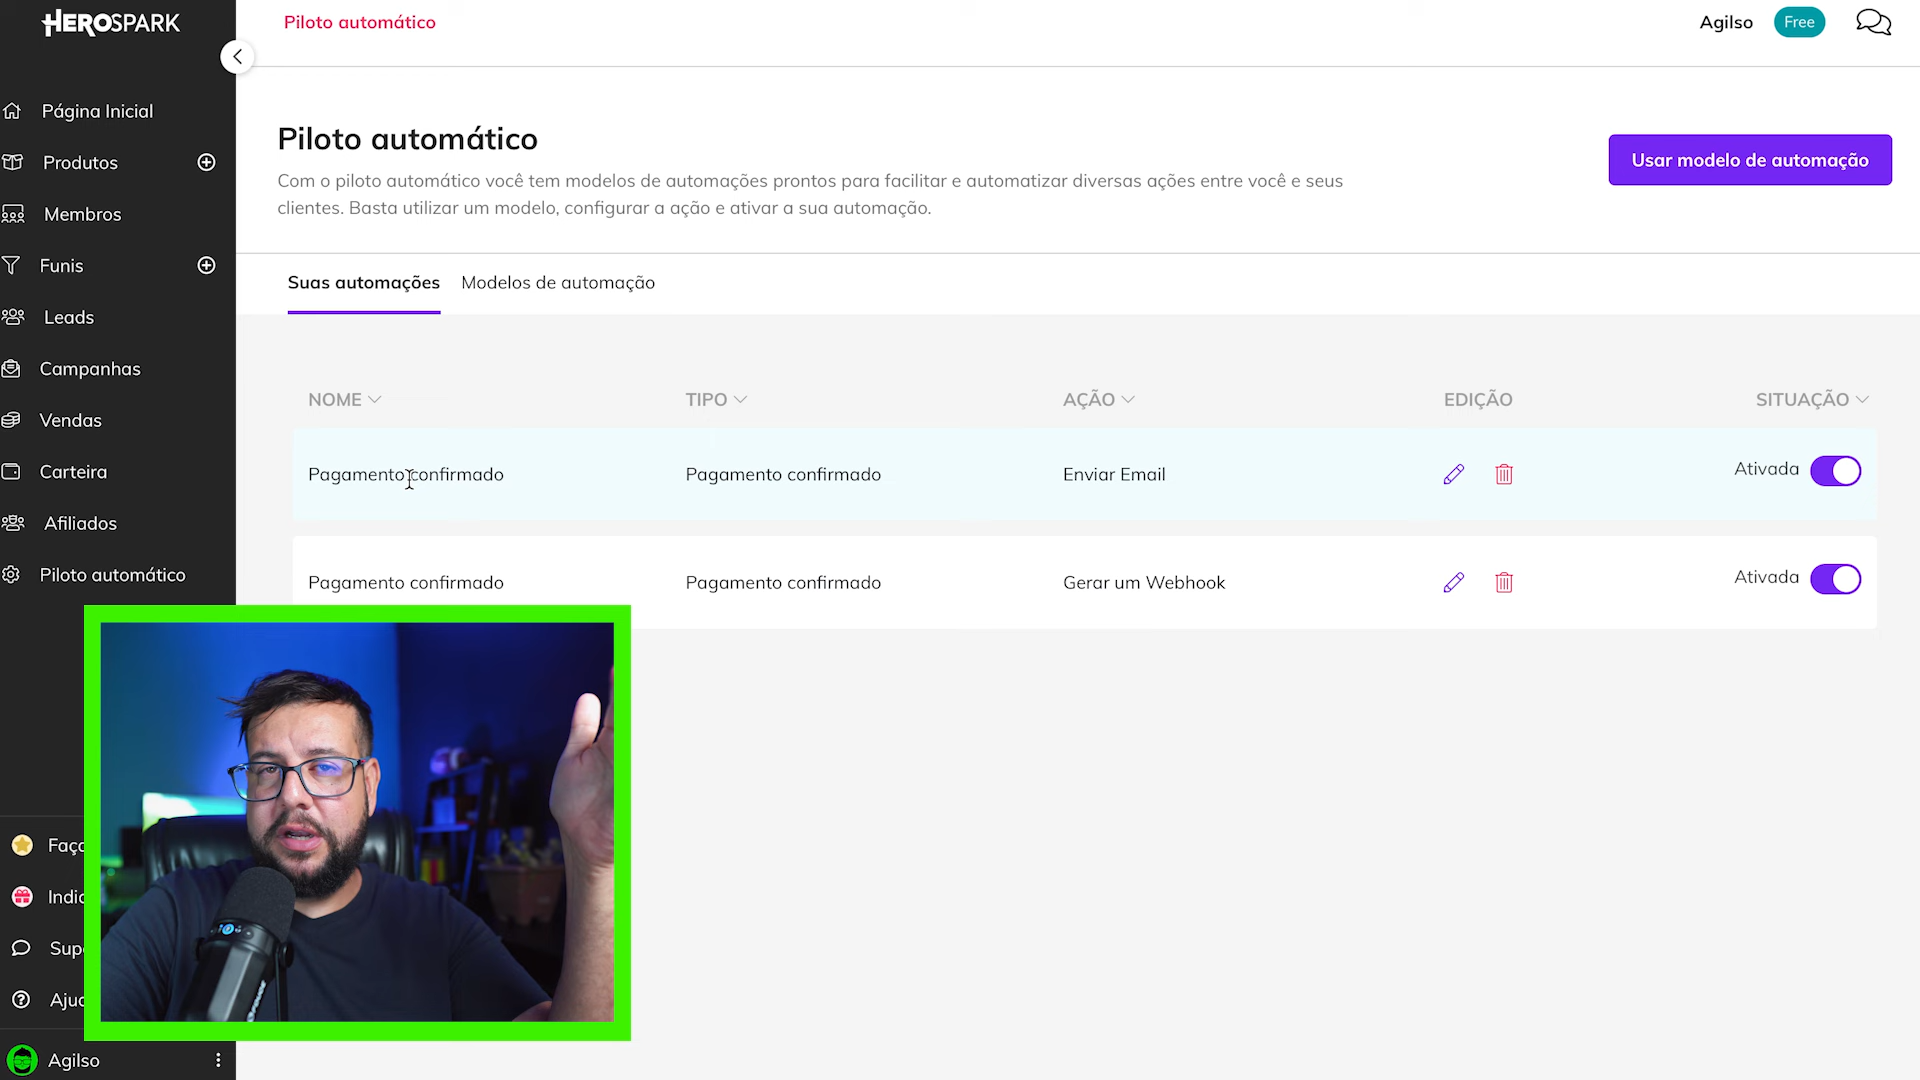 HEROSPARK
Piloto automático
Agilso
Free
Página Inicial
Produtos
Membros
Funis
Leads
Campanhas
Vendas
Carteira
Afiliados
Piloto automático
Piloto automático
Com o piloto automático você tem modelos de automações prontos para facilitar e automatizar diversas ações entre você e seus
clientes. Basta utilizar um modelo, configurar a ação e ativar a sua automação.
Usar modelo de automação
Suas automações
Modelos de automação
NOME
TIPO
AÇÃO
EDIÇÃO
SITUAÇÃO
Pagamento confirmado
Pagamento confirmado
Enviar Email
Ativada
Pagamento confirmado
Pagamento confirmado
Gerar um Webhook
Ativada
Agilso